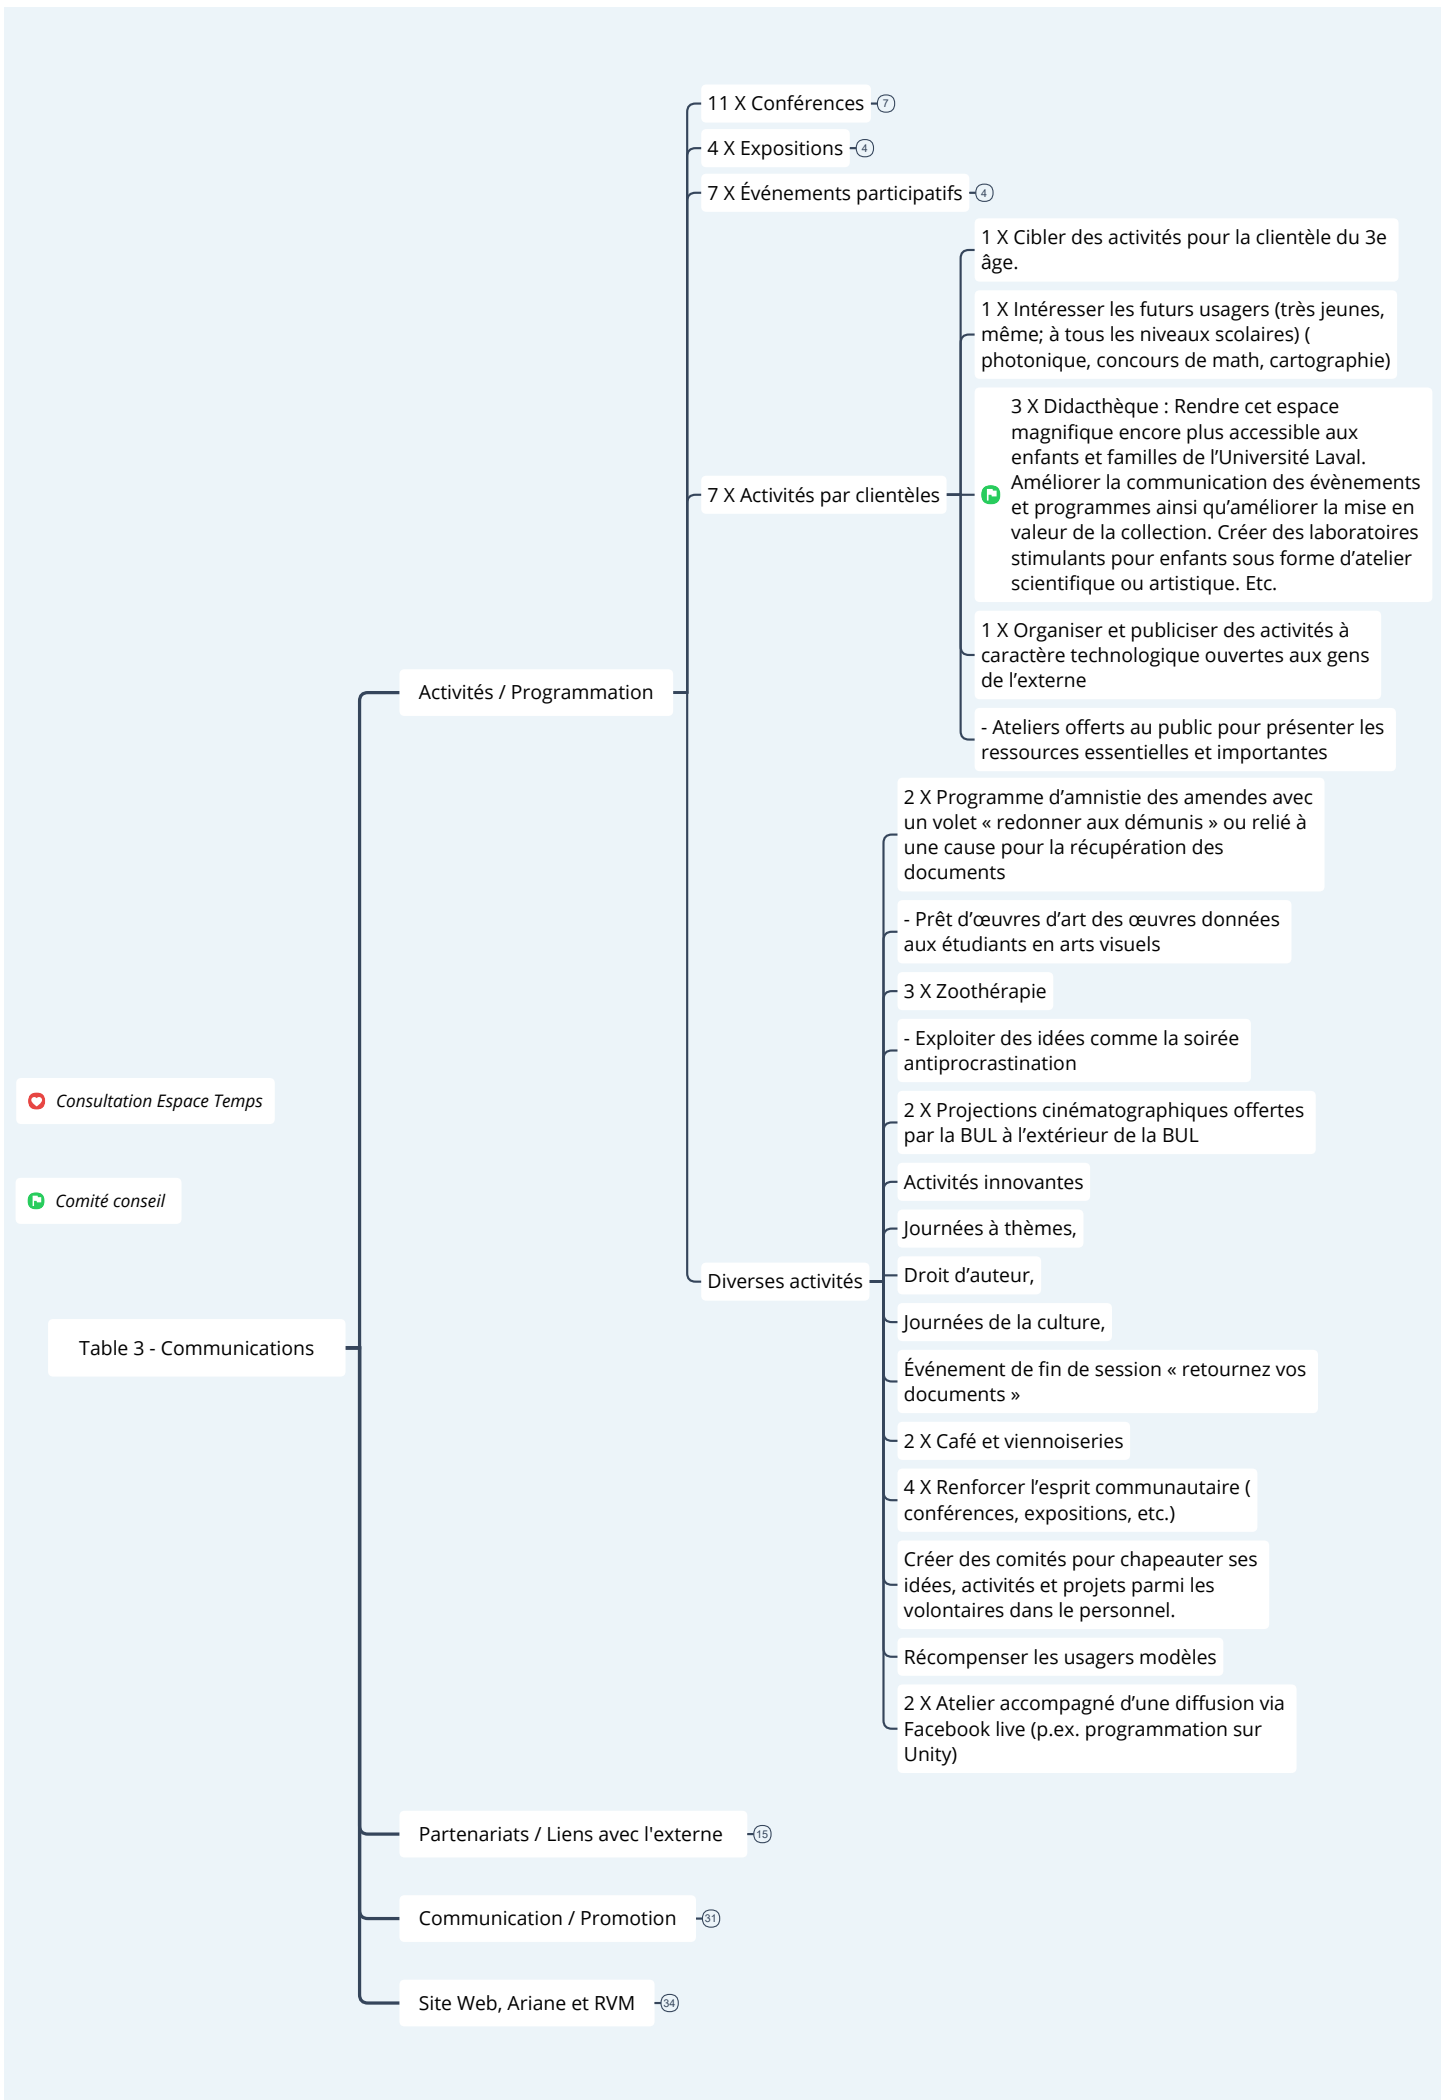 11 X Conférences
7
4 X Expositions
4
7 X Événements participatifs
4
1 X Cibler des activités pour la clientèle du 3e
âge.
1 X Intéresser les futurs usagers (très jeunes,
même; à tous les niveaux scolaires) (
photonique, concours de math, cartographie)
3 X Didacthèque : Rendre cet espace
magnifique encore plus accessible aux
enfants et familles de l’Université Laval.
Améliorer la communication des évènements
et programmes ainsi qu’améliorer la mise en
valeur de la collection. Créer des laboratoires
stimulants pour enfants sous forme d’atelier
scientifique ou artistique. Etc.
7 X Activités par clientèles
1 X Organiser et publiciser des activités à
caractère technologique ouvertes aux gens
de l’externe
- Ateliers offerts au public pour présenter les
ressources essentielles et importantes
Activités / Programmation
2 X Programme d’amnistie des amendes avec
un volet « redonner aux démunis » ou relié à
une cause pour la récupération des
documents
- Prêt d’œuvres d’art des œuvres données
aux étudiants en arts visuels
3 X Zoothérapie
- Exploiter des idées comme la soirée
antiprocrastination
2 X Projections cinématographiques offertes
par la BUL à l’extérieur de la BUL
Activités innovantes
Journées à thèmes,
Diverses activités
Droit d’auteur,
Journées de la culture,
Événement de fin de session « retournez vos
documents »
2 X Café et viennoiseries
4 X Renforcer l’esprit communautaire (
conférences, expositions, etc.)
Créer des comités pour chapeauter ses
idées, activités et projets parmi les
volontaires dans le personnel.
Récompenser les usagers modèles
2 X Atelier accompagné d’une diffusion via
Facebook live (p.ex. programmation sur
Unity)
Consultation Espace Temps
Comité conseil
Table 3 - Communications
Partenariats / Liens avec l'externe
15
Communication / Promotion
31
Site Web, Ariane et RVM
34